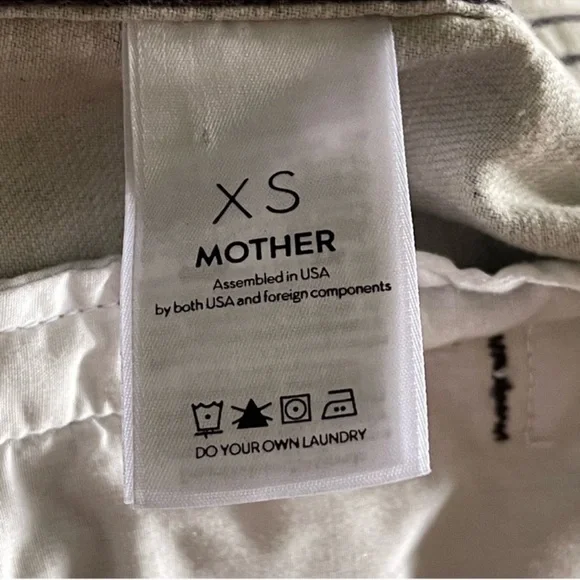 XS
MOTHER
Assembled in USA
by both USA and foreign components
DO YOUR OWN LAUNDRY